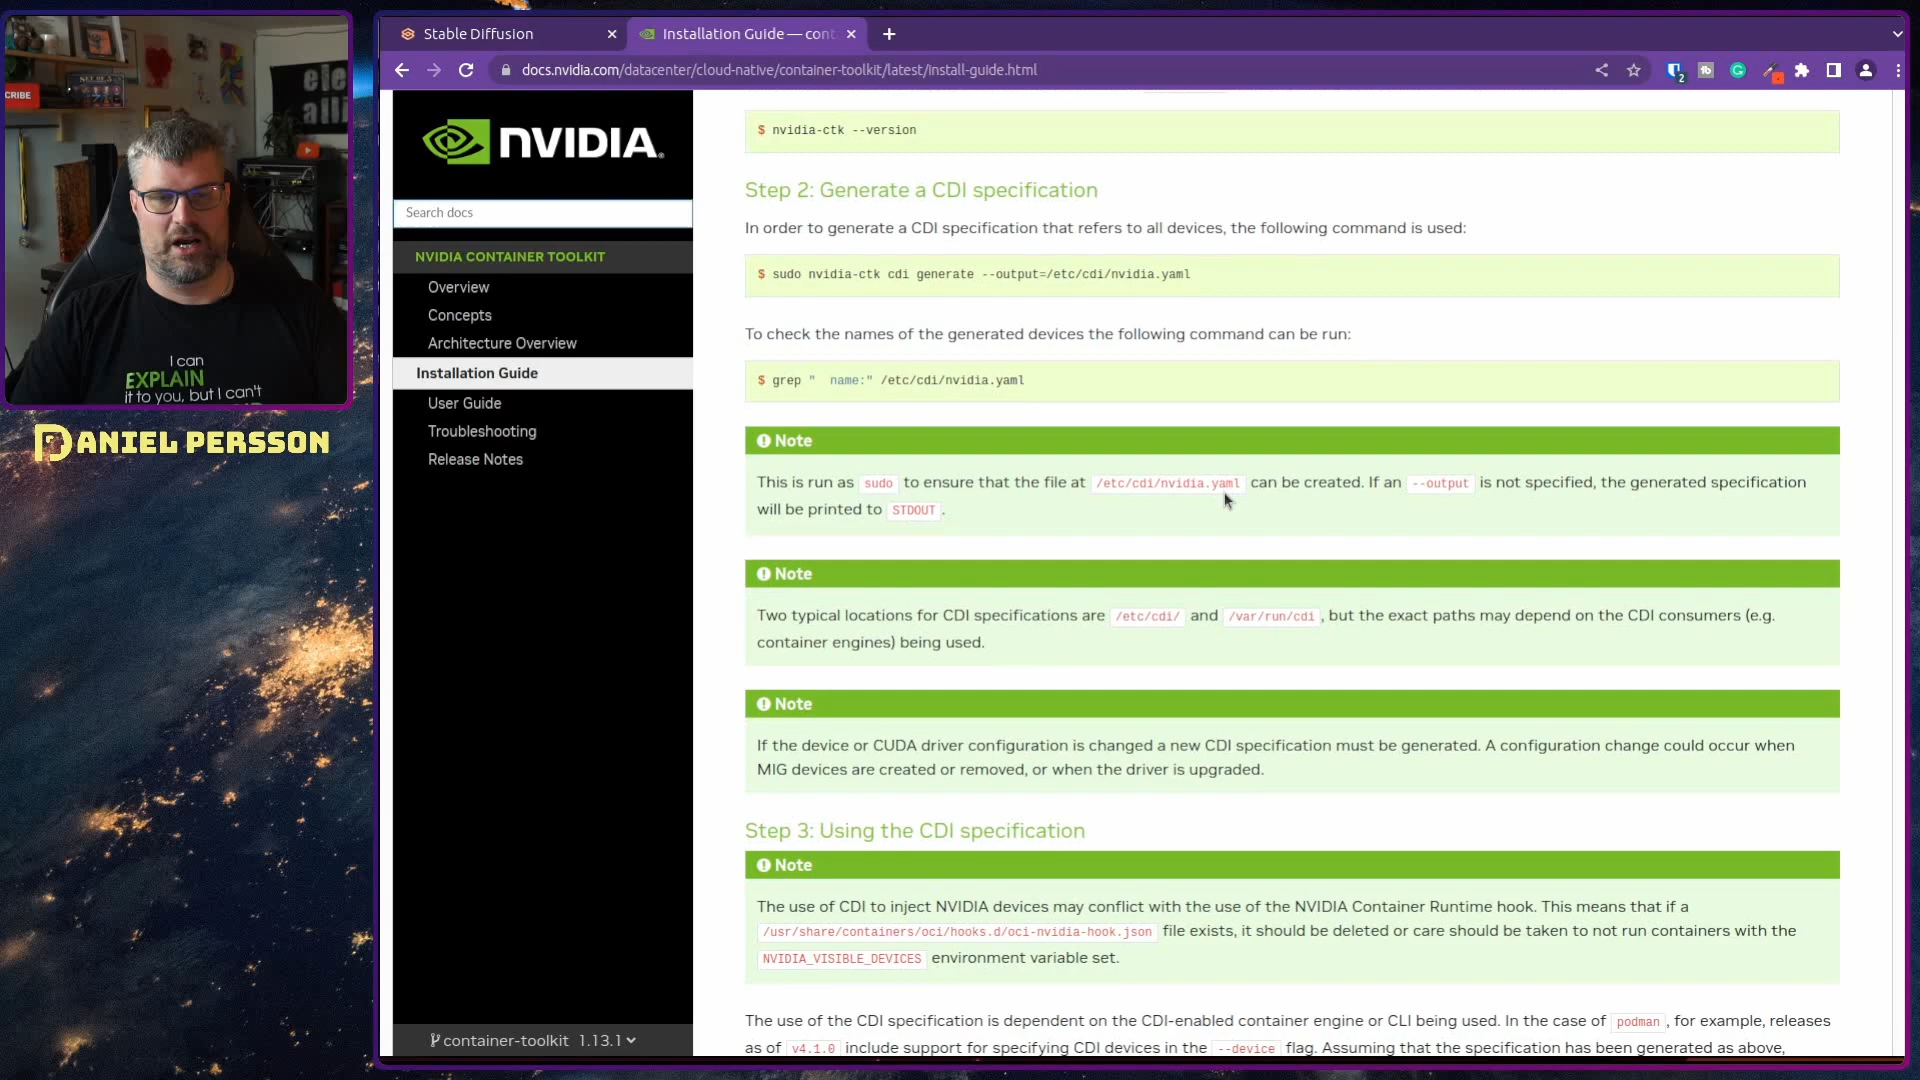 CRIBE
I can
EXPLAIN
it to you, but I can't
DANIEL PERSSON
Stable Diffusion
Installation Guide — cont
docs.nvidia.com/datacenter/cloud-native/container-toolkit/latest/install-guide.html
2
NVIDIA.
Search docs
NVIDIA CONTAINER TOOLKIT
Overview
Concepts
Architecture Overview
Installation Guide
User Guide
Troubleshooting
Release Notes
container-toolkit 1.13.1
$ nvidia-ctk --version
Step 2: Generate a CDI specification
In order to generate a CDI specification that refers to all devices, the following command is used:
$ sudo nvidia-ctk cdi generate --output=/etc/cdi/nvidia.yaml
To check the names of the generated devices the following command can be run:
$ grep "  name:" /etc/cdi/nvidia.yaml
Note
This is run as sudo to ensure that the file at /etc/cdi/nvidia.yaml can be created. If an --output is not specified, the generated specification
will be printed to STDOUT.
Note
Two typical locations for CDI specifications are /etc/cdi/ and /var/run/cdi, but the exact paths may depend on the CDI consumers (e.g.
container engines) being used.
Note
If the device or CUDA driver configuration is changed a new CDI specification must be generated. A configuration change could occur when
MIG devices are created or removed, or when the driver is upgraded.
Step 3: Using the CDI specification
Note
The use of CDI to inject NVIDIA devices may conflict with the use of the NVIDIA Container Runtime hook. This means that if a
/usr/share/containers/oci/hooks.d/oci-nvidia-hook.json file exists, it should be deleted or care should be taken to not run containers with the
NVIDIA_VISIBLE_DEVICES environment variable set.
The use of the CDI specification is dependent on the CDI-enabled container engine or CLI being used. In the case of podman, for example, releases
as of v4.1.0 include support for specifying CDI devices in the --device flag. Assuming that the specification has been generated as above,